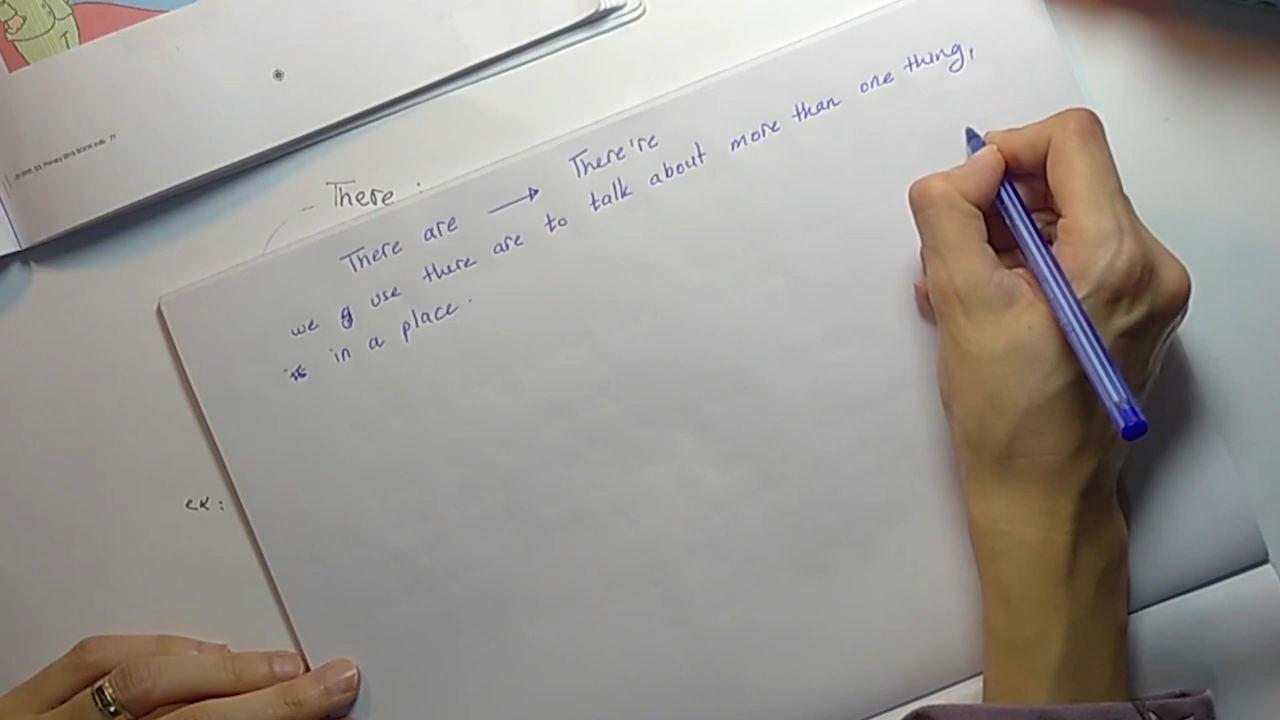 - There :
There are → There're
we use there are to talk about more than one thing,
in a place.
ex: